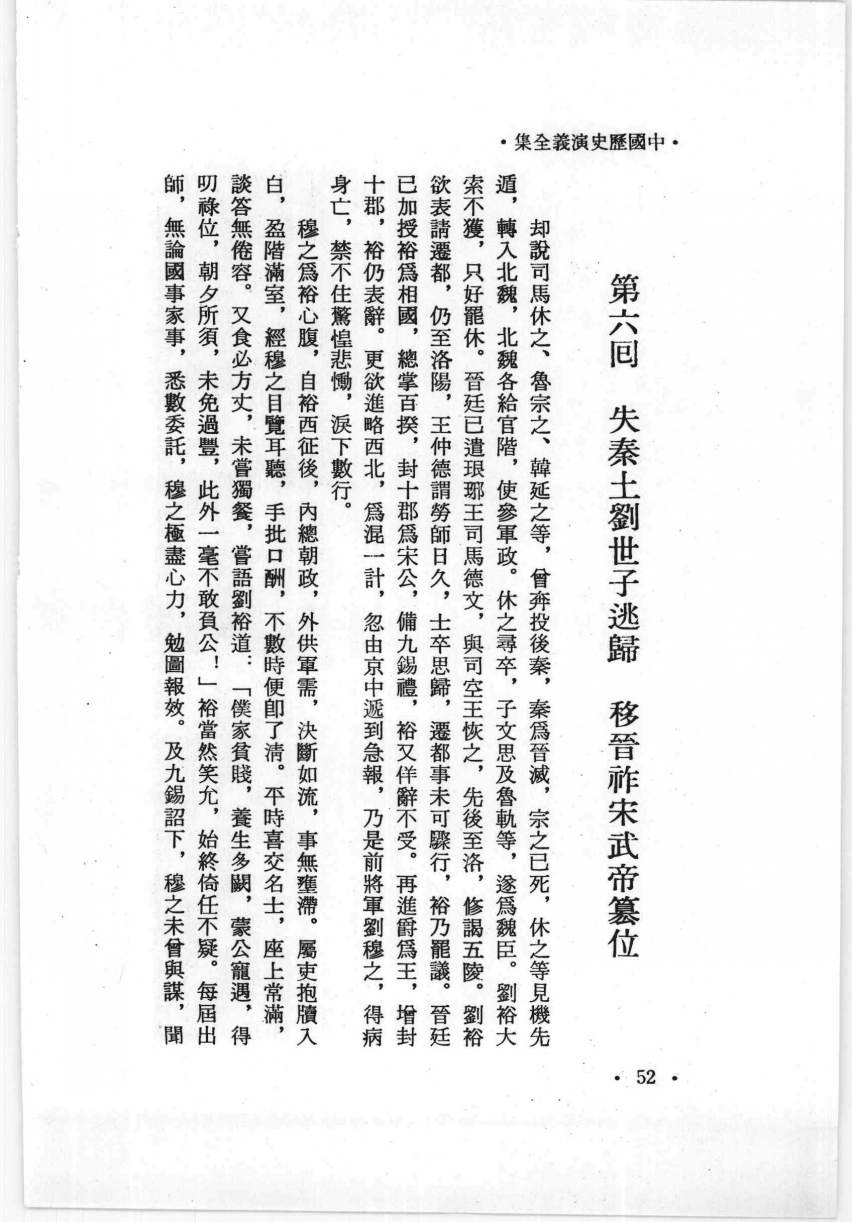 ·中國歷史演義全集·
第六回　失秦土劉世子逃歸　移晉祚宋武帝篡位
却說司馬休之、魯宗之、韓延之等，曾奔投後秦，秦爲晉滅，宗之已死，休之等見機先
遁，轉入北魏，北魏各給官階，使參軍政。休之尋卒，子文思及魯軌等，遂爲魏臣。劉裕大
索不獲，只好罷休。晉廷已遣琅琊王司馬德文，與司空王恢之，先後至洛，修謁五陵。劉裕
欲表請遷都，仍至洛陽，王仲德謂勞師日久，士卒思歸，遷都事未可驟行，裕乃罷議。晉廷
已加授裕爲相國，總掌百揆，封十郡爲宋公，備九錫禮，裕又佯辭不受。再進爵爲王，增封
十郡，裕仍表辭。更欲進略西北，爲混一計，忽由京中遞到急報，乃是前將軍劉穆之，得病
身亡，禁不住驚惶悲慟，淚下數行。
穆之爲裕心腹，自裕西征後，內總朝政，外供軍需，決斷如流，事無壅滯。屬吏抱牘入
白，盈階滿室，經穆之目覽耳聽，手批口酬，不數時便即了清。平時喜交名士，座上常滿，
談答無倦容。又食必方丈，未嘗獨餐，嘗語劉裕道：「僕家貧賤，養生多闕，蒙公寵遇，得
叨祿位，朝夕所須，未免過豐，此外一毫不敢負公！」裕當然笑允，始終倚任不疑。每屆出
師，無論國事家事，悉數委託，穆之極盡心力，勉圖報效。及九錫詔下，穆之未曾與謀，聞
· 52 ·